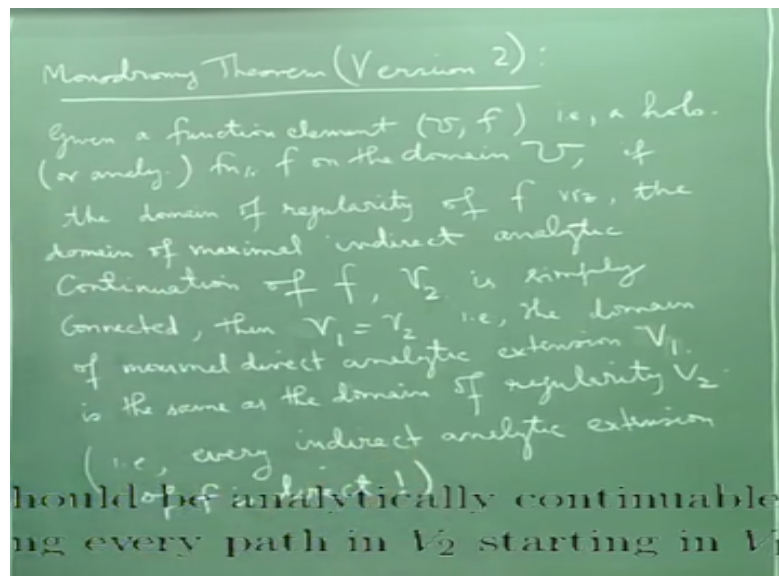 Monodromy Theorem (Version 2):
Given a function element (U, f) i.e., a holo.
(or analy.) fn. f on the domain U, if
the domain of regularity of f viz, the
domain of maximal indirect analytic
Continuation of f, V₂ is simply
Connected, then V₁ = V₂ i.e, the domain
of maximal direct analytic extension V₁
is the same as the domain of regularity V₂.
(i.e, every indirect analytic extension
of f is direct!)
hould be analytically continuable
ng every path in V₂ starting in V₁